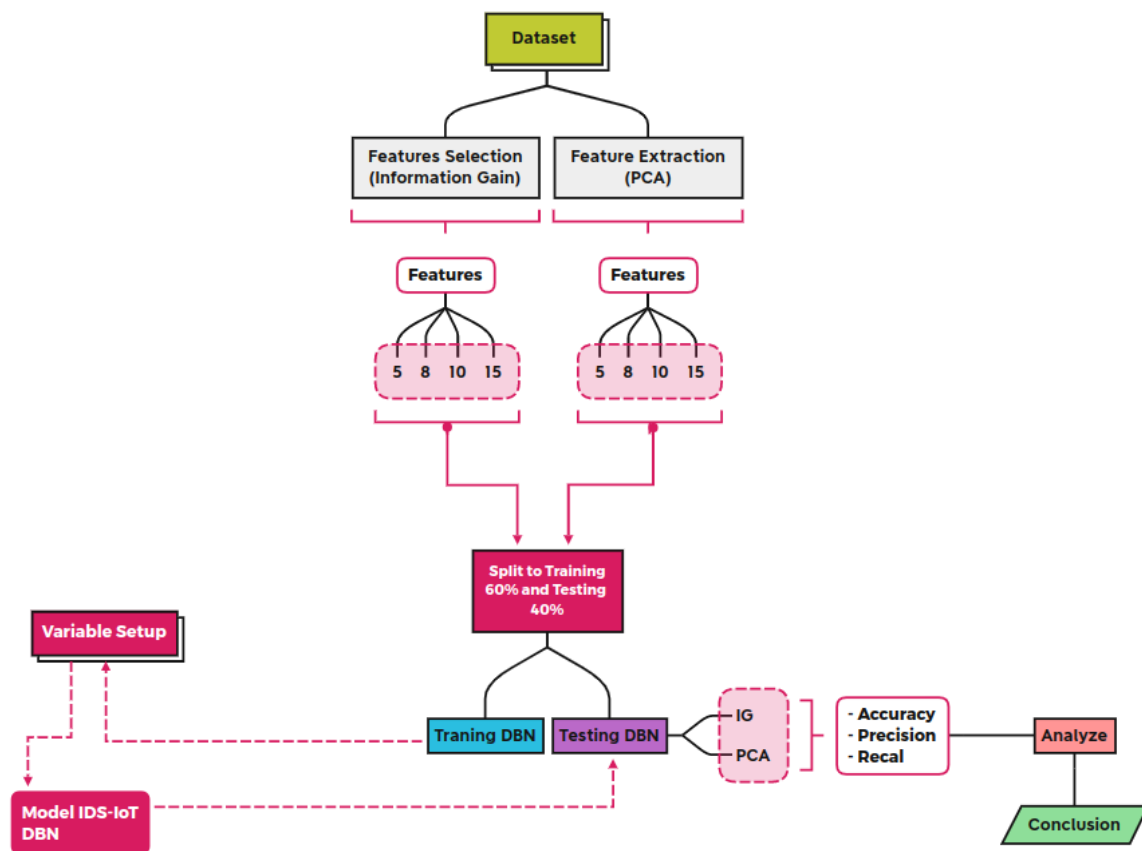 Dataset
Features Selection
(Information Gain)
Feature Extraction
(PCA)
Features
Features
5 8 10 15
5 8 10 15
Split to Training
60% and Testing
40%
Variable Setup
Traning DBN
Testing DBN
IG
PCA
- Accuracy
- Precision
- Recal
Analyze
Model IDS-IoT
DBN
Conclusion